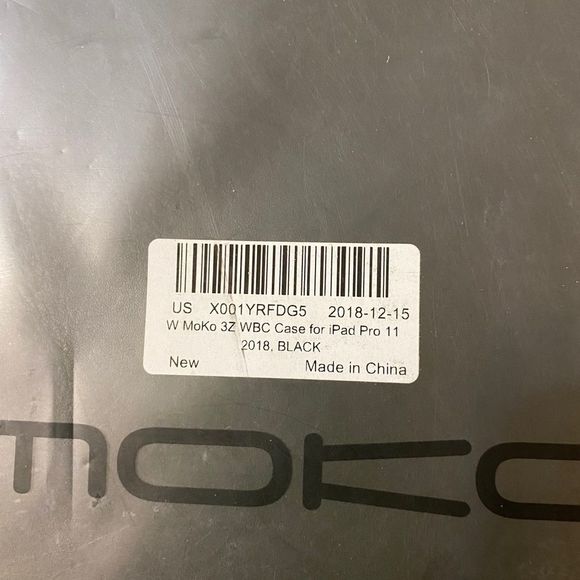 US X001YRFDG5 2018-12-15
W MoKo 3Z WBC Case for iPad Pro 11
2018, BLACK
New Made in China
moko